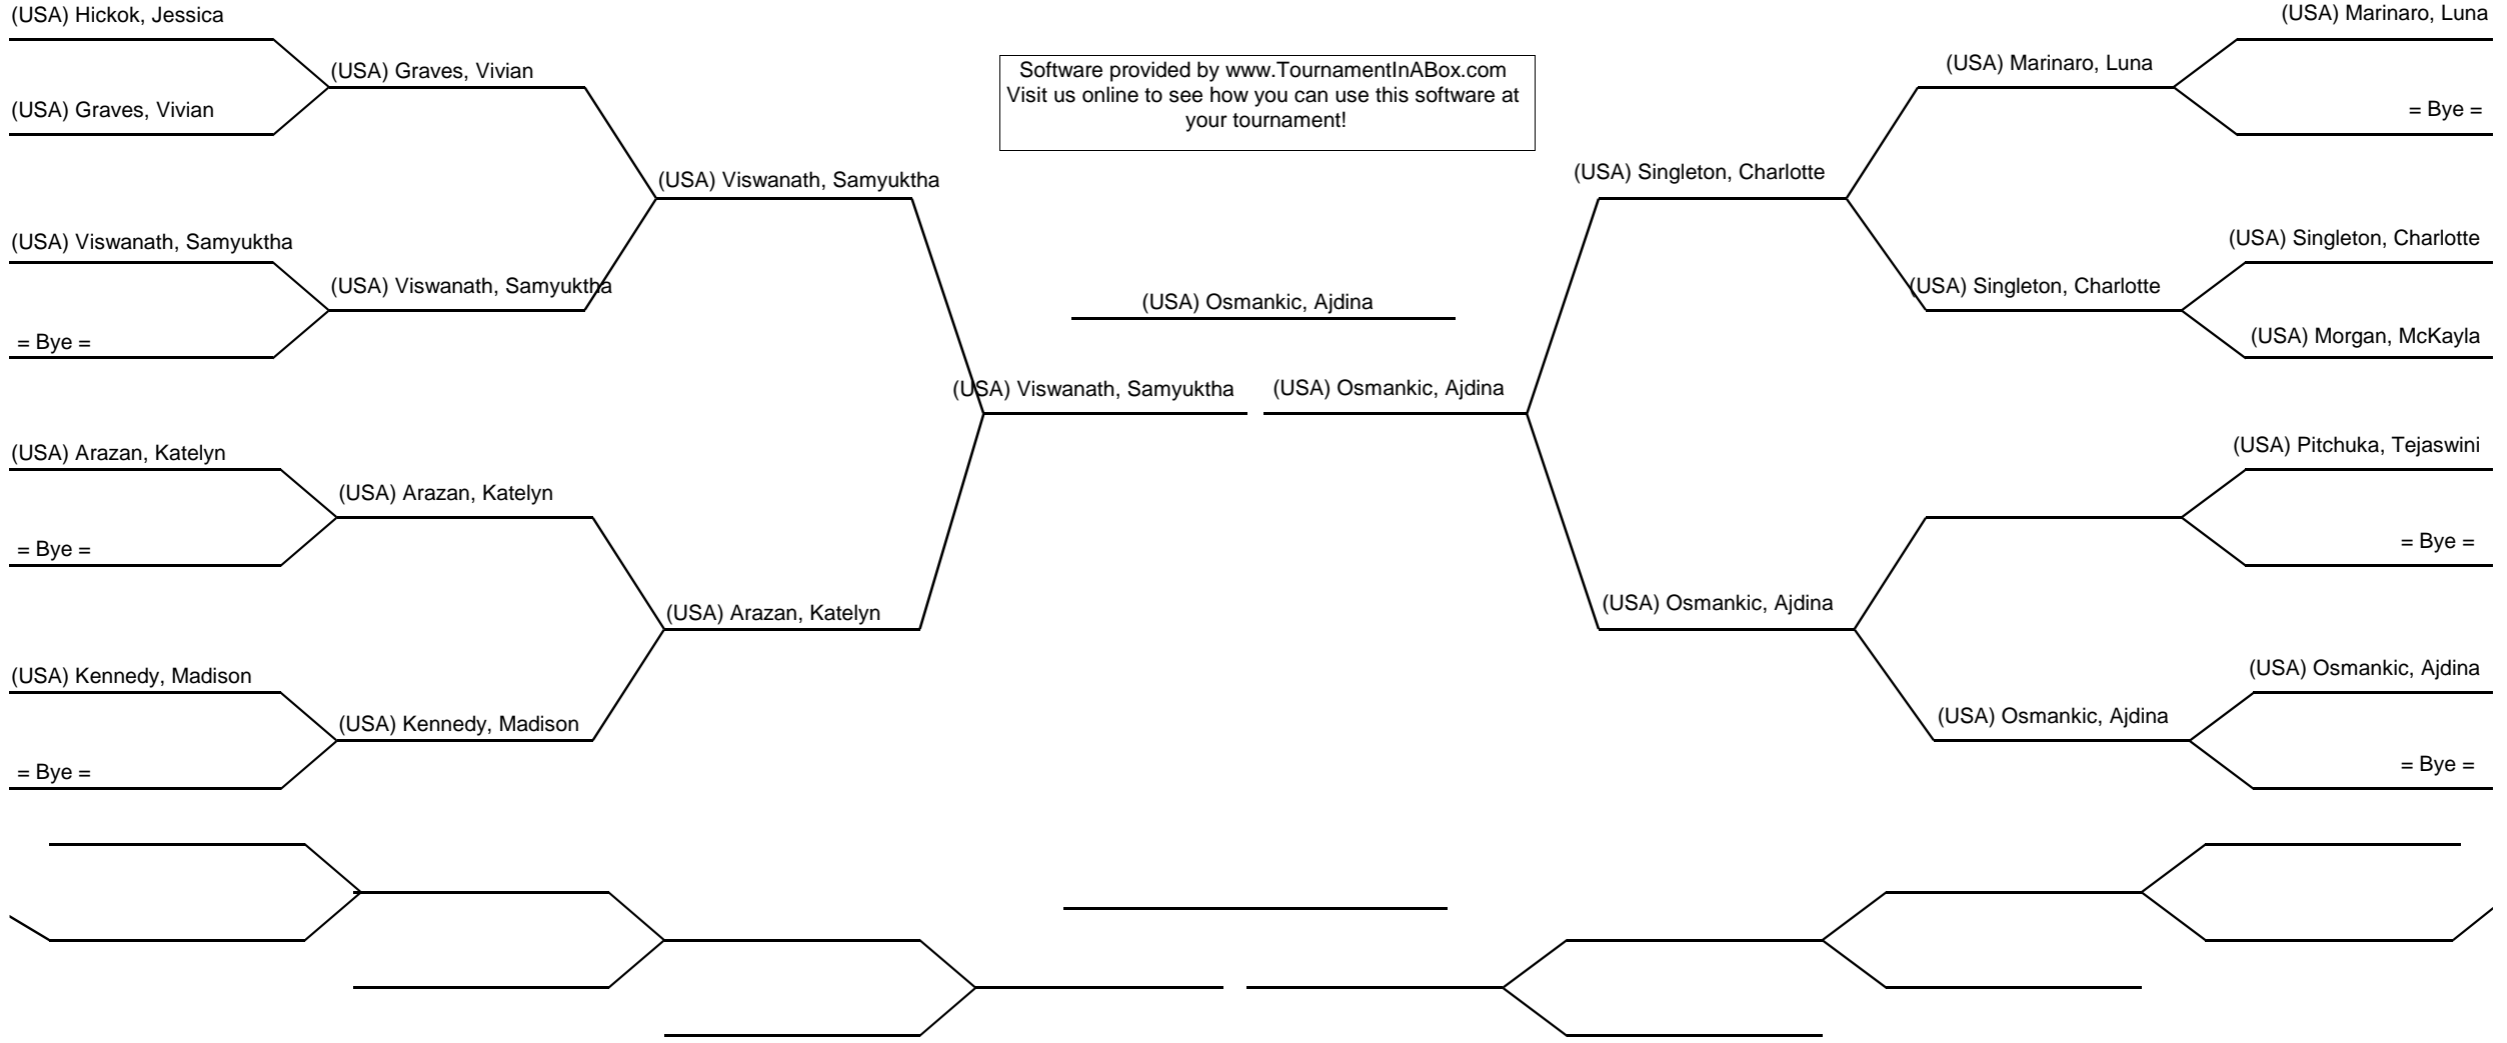 (USA) Hickok, Jessica
(USA) Graves, Vivian
(USA) Viswanath, Samyuktha
= Bye =
(USA) Arazan, Katelyn
= Bye =
(USA) Kennedy, Madison
= Bye =
(USA) Graves, Vivian
(USA) Viswanath, Samyuktha
(USA) Arazan, Katelyn
(USA) Kennedy, Madison
(USA) Viswanath, Samyuktha
(USA) Arazan, Katelyn
(USA) Viswanath, Samyuktha
Software provided by www.TournamentInABox.com
Visit us online to see how you can use this software at
your tournament!
(USA) Osmankic, Ajdina
(USA) Osmankic, Ajdina
(USA) Singleton, Charlotte
(USA) Osmankic, Ajdina
(USA) Marinaro, Luna
(USA) Singleton, Charlotte
(USA) Osmankic, Ajdina
(USA) Marinaro, Luna
= Bye =
(USA) Singleton, Charlotte
(USA) Morgan, McKayla
(USA) Pitchuka, Tejaswini
= Bye =
(USA) Osmankic, Ajdina
= Bye =